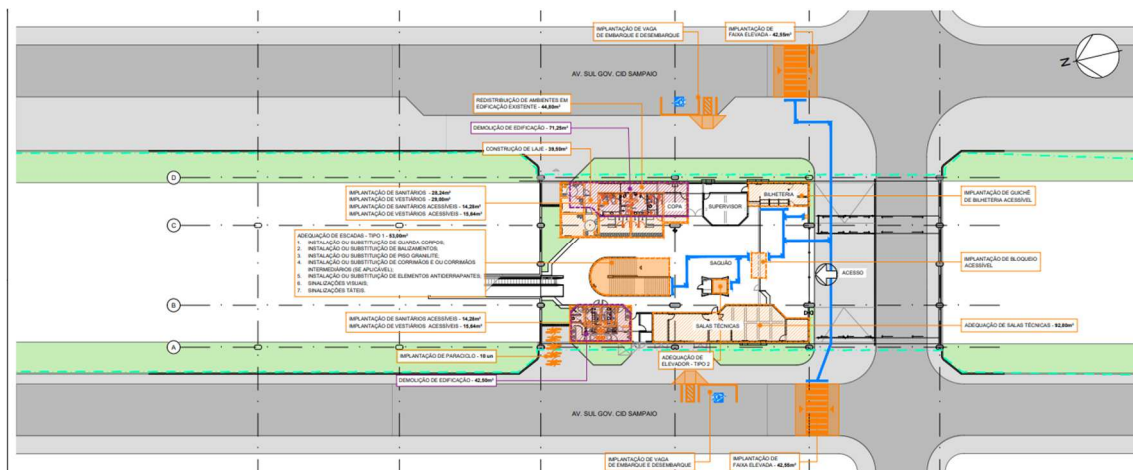 IMPLANTAÇÃO DE VAGA
DE EMBARQUE E DESEMBARQUE
IMPLANTAÇÃO DE
FAIXA ELEVADA - 42,55m²
N
AV. SUL GOV. CID SAMPAIO
REDISTRIBUIÇÃO DE AMBIENTES EM
EDIFICAÇÃO EXISTENTE - 44,85m²
DEMOLIÇÃO DE EDIFICAÇÃO - 71,25m²
CONSTRUÇÃO DE LAJE - 39,80m²
D
IMPLANTAÇÃO DE SANITÁRIOS - 29,24m²
IMPLANTAÇÃO DE VESTIÁRIOS - 29,00m²
IMPLANTAÇÃO DE SANITÁRIOS ACESSÍVEIS - 14,28m²
IMPLANTAÇÃO DE VESTIÁRIOS ACESSÍVEIS - 15,64m²
BILHETERIA
COPA
SUPERVISOR
IMPLANTAÇÃO DE GUICHÊ
DE BILHETERIA ACESSÍVEL
C
ADEQUAÇÃO DE ESCADAS - TIPO 1 - 53,00m²
1. INSTALAÇÃO OU SUBSTITUIÇÃO DE GUARDA CORPOS;
2. INSTALAÇÃO OU SUBSTITUIÇÃO DE BALIZAMENTOS;
3. INSTALAÇÃO OU SUBSTITUIÇÃO DE PISO GRANILITE;
4. INSTALAÇÃO OU SUBSTITUIÇÃO DE CORRIMÃOS E OU CORRIMÃOS
INTERMEDIÁRIOS (SE APLICÁVEL);
5. INSTALAÇÃO OU SUBSTITUIÇÃO DE ELEMENTOS ANTIDERRAPANTES;
6. SINALIZAÇÕES VISUAIS;
7. SINALIZAÇÕES TÁTEIS.
SAGUÃO
ACESSO
IMPLANTAÇÃO DE BLOQUEIO
ACESSÍVEL
B
IMPLANTAÇÃO DE SANITÁRIOS ACESSÍVEIS - 14,28m²
IMPLANTAÇÃO DE VESTIÁRIOS ACESSÍVEIS - 15,64m²
SALAS TÉCNICAS
ADEQUAÇÃO DE SALAS TÉCNICAS - 92,05m²
A
IMPLANTAÇÃO DE PARACICLO - 10 un
ADEQUAÇÃO DE
ELEVADOR - TIPO 2
DEMOLIÇÃO DE EDIFICAÇÃO - 42,50m²
AV. SUL GOV. CID SAMPAIO
IMPLANTAÇÃO DE VAGA
DE EMBARQUE E DESEMBARQUE
IMPLANTAÇÃO DE
FAIXA ELEVADA - 42,55m²